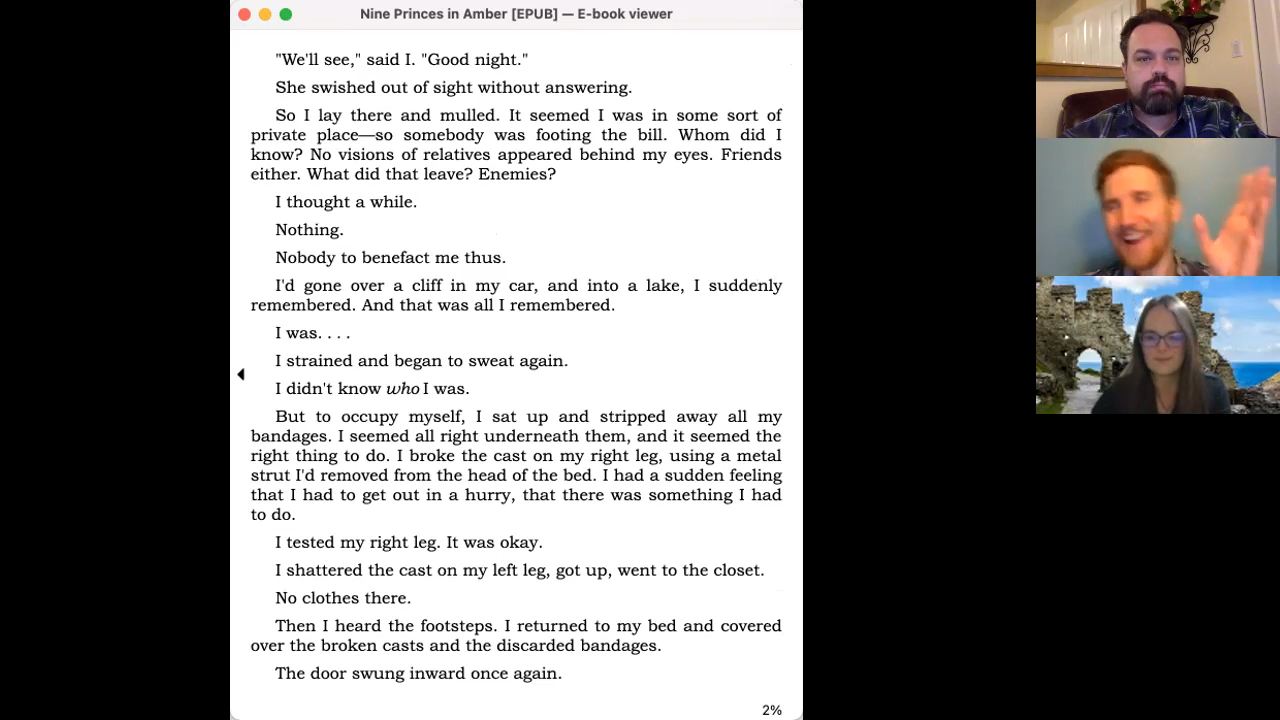 Nine Princes in Amber [EPUB] — E-book viewer
"We'll see," said I. "Good night."
She swished out of sight without answering.
So I lay there and mulled. It seemed I was in some sort of
private place—so somebody was footing the bill. Whom did I
know? No visions of relatives appeared behind my eyes. Friends
either. What did that leave? Enemies?
I thought a while.
Nothing.
Nobody to benefact me thus.
I'd gone over a cliff in my car, and into a lake, I suddenly
remembered. And that was all I remembered.
I was. . . .
I strained and began to sweat again.
I didn't know who I was.
But to occupy myself, I sat up and stripped away all my
bandages. I seemed all right underneath them, and it seemed the
right thing to do. I broke the cast on my right leg, using a metal
strut I'd removed from the head of the bed. I had a sudden feeling
that I had to get out in a hurry, that there was something I had
to do.
I tested my right leg. It was okay.
I shattered the cast on my left leg, got up, went to the closet.
No clothes there.
Then I heard the footsteps. I returned to my bed and covered
over the broken casts and the discarded bandages.
The door swung inward once again.
2%